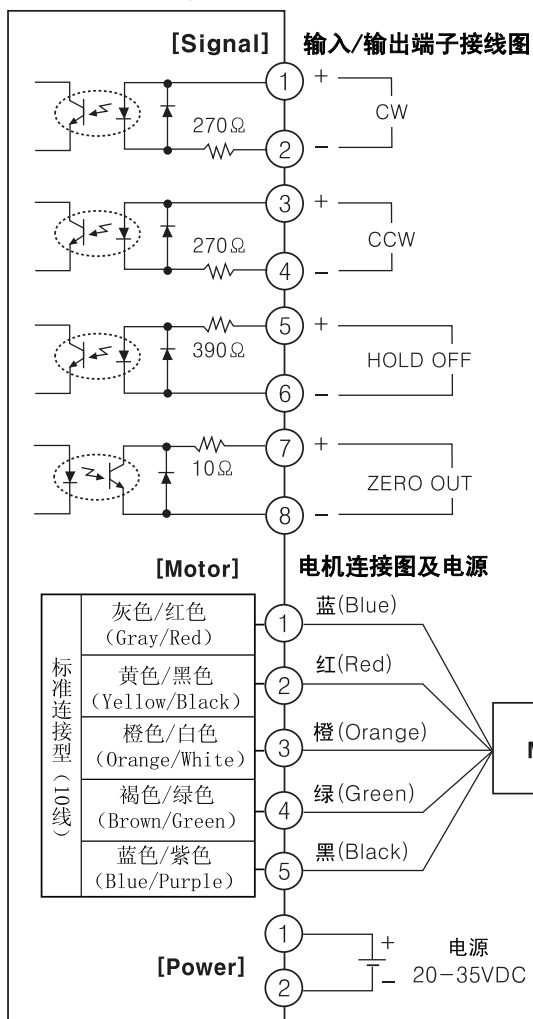 [Signal] 输入/输出端子接线图
1 +
CW
270Ω
2 −
3 +
CCW
270Ω
4 −
5 +
390Ω
HOLD OFF
6 −
7 +
10Ω
ZERO OUT
8 −
[Motor] 电机连接图及电源
标准连接型（10线）
灰色/红色
(Gray/Red)
1 蓝(Blue)
黄色/黑色
(Yellow/Black)
2 红(Red)
橙色/白色
(Orange/White)
3 橙(Orange)
褐色/绿色
(Brown/Green)
4 绿(Green)
蓝色/紫色
(Blue/Purple)
5 黑(Black)
M
[Power]
1 +
2 −
电源
20-35VDC